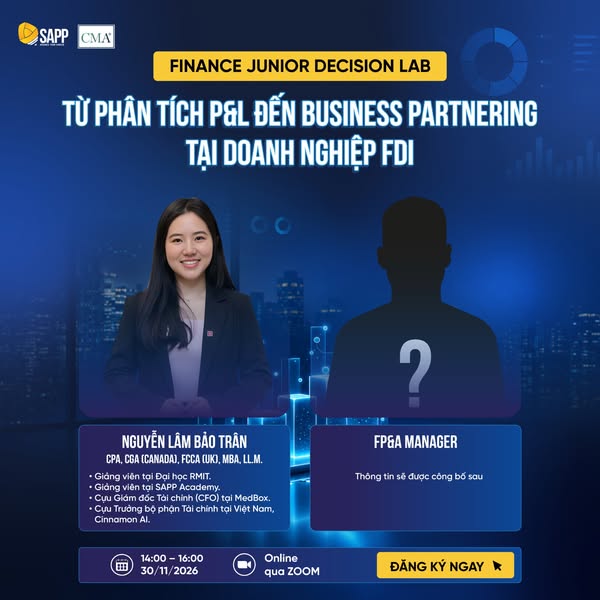 SAPP
CMA
FINANCE JUNIOR DECISION LAB
TỪ PHÂN TÍCH P&L ĐẾN BUSINESS PARTNERING
TẠI DOANH NGHIỆP FDI
?
NGUYỄN LÂM BẢO TRÂN
CPA, CGA (CANADA), FCCA (UK), MBA, LL.M.
• Giảng viên tại Đại học RMIT.
• Giảng viên tại SAPP Academy.
• Cựu Giám đốc Tài chính (CFO) tại MedBox.
• Cựu Trưởng bộ phận Tài chính tại Việt Nam,
Cinnamon AI.
FP&A MANAGER
Thông tin sẽ được công bố sau
14:00 – 16:00
30/11/2026
Online
qua ZOOM
ĐĂNG KÝ NGAY